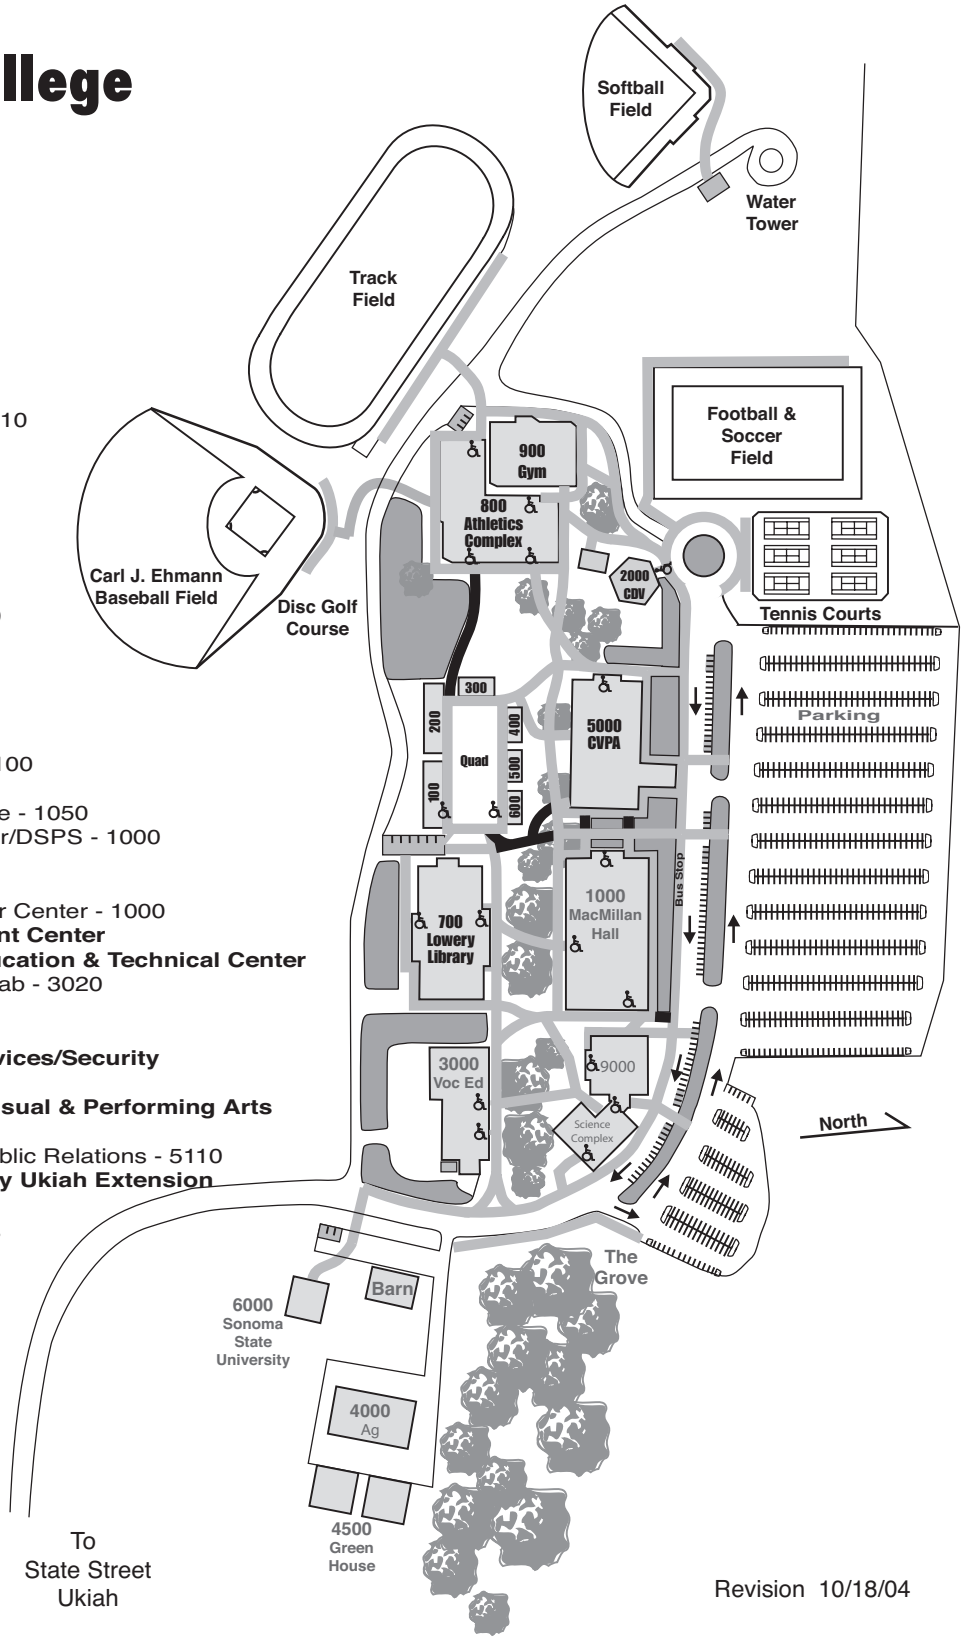 llege
Softball
Field
Water
Tower
Track
Field
10
Football &
Soccer
Field
900
Gym
800
Athletics
Complex
2000
CDV
Carl J. Ehmann
Baseball Field
Disc Golf
Course
Tennis Courts
300
200
400
Parking
5000
CVPA
Quad
500
100
600
100
e - 1050
r/DSPS - 1000
Bus Stop
1000
MacMillan
Hall
r Center - 1000
700
Lowery
Library
nt Center
ucation & Technical Center
ab - 3020
vices/Security
3000
Voc Ed
9000
sual & Performing Arts
Science
Complex
North
blic Relations - 5110
y Ukiah Extension
The
Grove
Barn
6000
Sonoma
State
University
4000
Ag
4500
Green
House
To
State Street
Ukiah
Revision 10/18/04